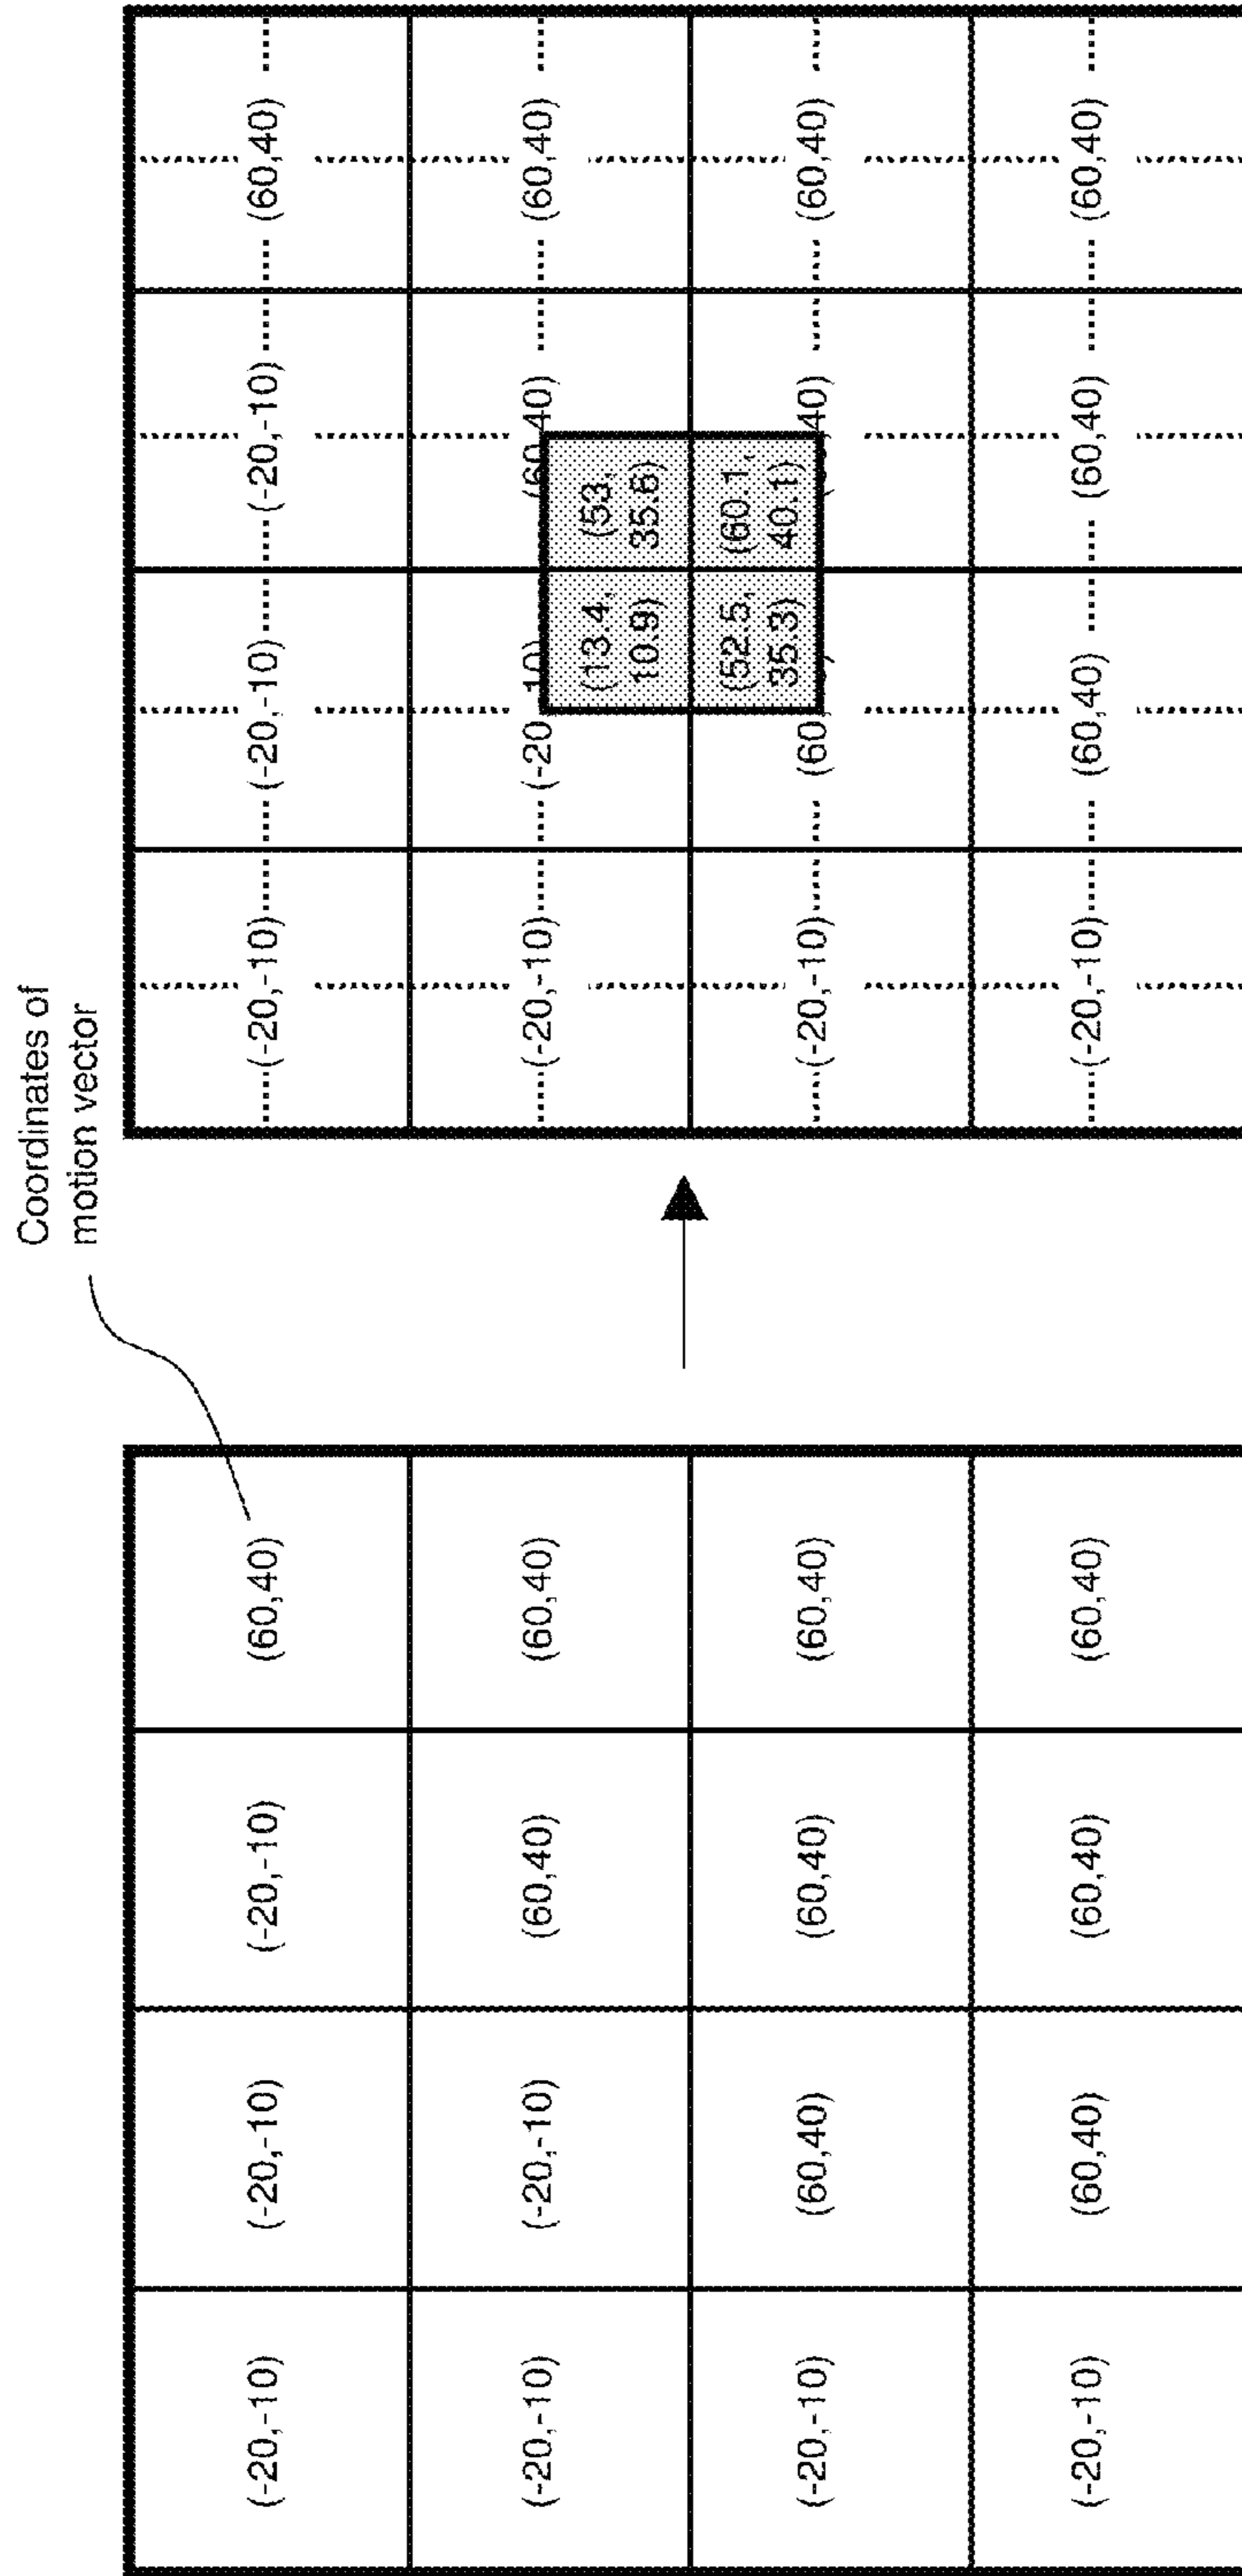 Coordinates of
motion vector
(-20,-10) (-20,-10) (-20,-10) (60,40)
(-20,-10) (-20,-10) (60,40) (60,40)
(-20,-10) (60,40) (60,40) (60,40)
(-20,-10) (60,40) (60,40) (60,40)
(-20,-10) (-20,-10) (-20,-10) (60,40)
(-20,-10) (-20,-10) (60,40) (60,40)
(13.4, (53,
10.9) 35.6)
(52.5, (60.1,
35.3) 40.1)
(-20,-10) (60 40) (60,40)
(-20,-10) (60,40) (60,40) (60,40)